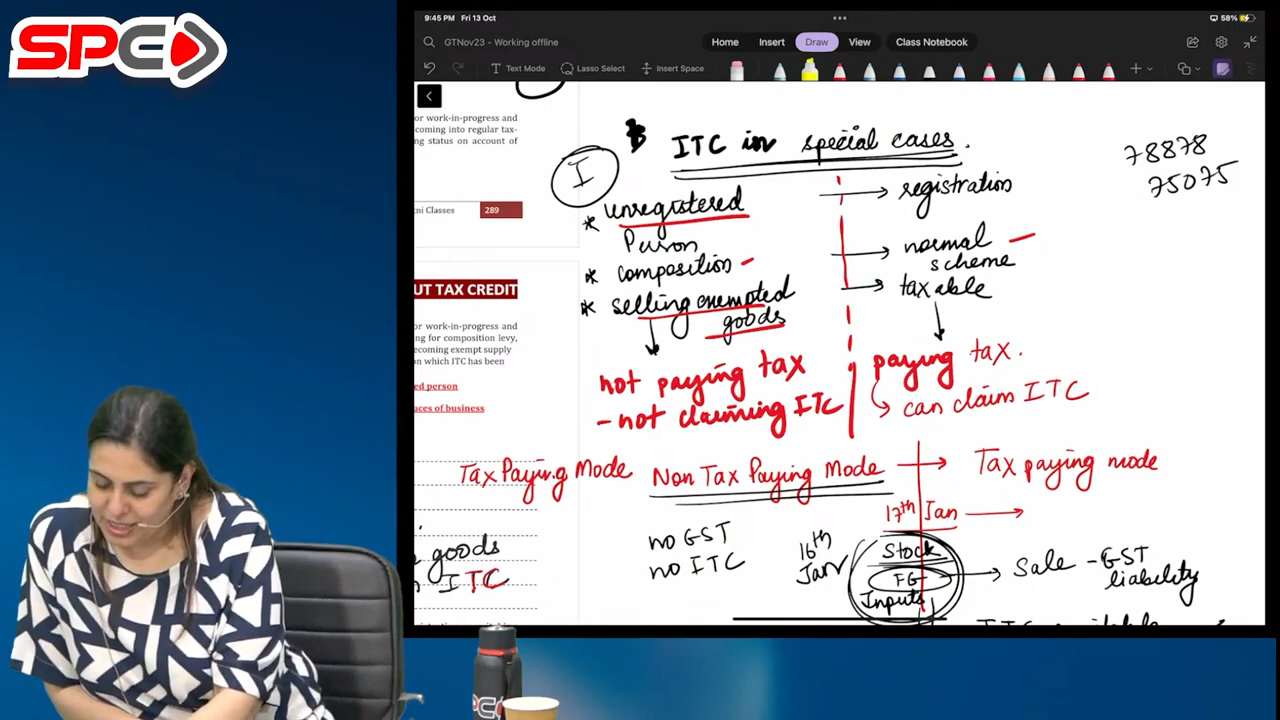 SPC
9:45 PM Fri 13 Oct
58%
GTNov23 - Working offline
Home Insert Draw View Class Notebook
Text Mode Lasso Select Insert Space
or work-in-progress and
coming into regular tax-
ng status on account of
tni Classes 289
UT TAX CREDIT
or work-in-progress and
ng for composition levy,
ecoming exempt supply
on which ITC has been
ed person
aces of business
ITC in special cases.
78878
75075
I
* unregistered
Person
→ registration
* composition
→ normal
scheme
* selling exempted
goods
→ taxable
not paying tax
- not claiming ITC
paying tax.
can claim ITC
Tax Paying Mode
Non Tax Paying Mode → Tax paying mode
17th Jan →
no GST
no ITC
16th
Jan
Stock
FG
Inputs
→ Sale - GST
liability
goods
ITC
SPC